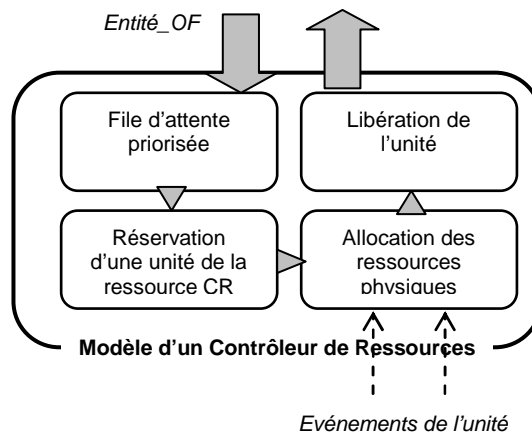 Entité_OF
File d'attente
priorisée
Libération de
l'unité
Réservation
d'une unité de la
ressource CR
Allocation des
ressources
physiques
Modèle d'un Contrôleur de Ressources
Evénements de l'unité